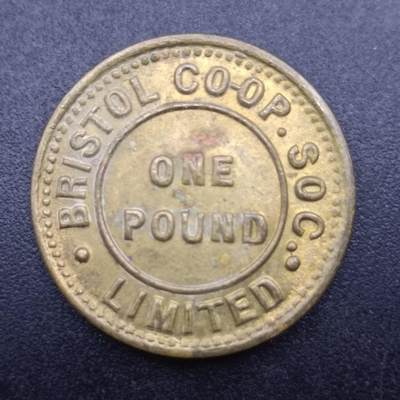 BRISTOL CO-OP. SOC.
LIMITED
ONE
POUND